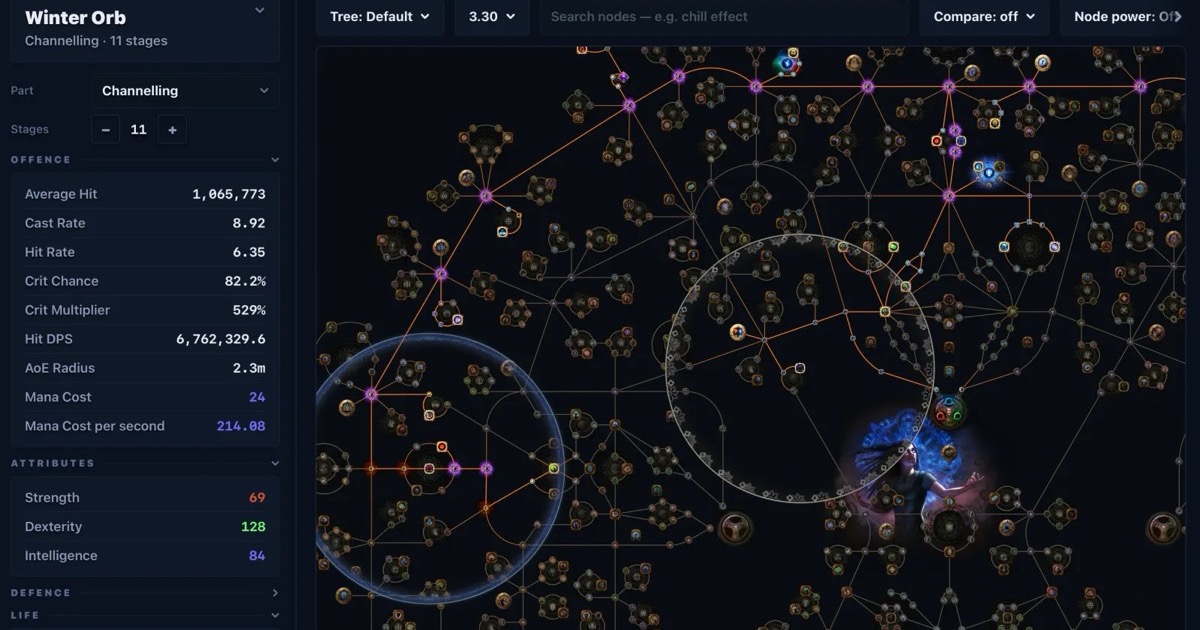 Winter Orb
Channelling · 11 stages
Part Channelling
Stages − 11 +
OFFENCE
Average Hit 1,065,773
Cast Rate 8.92
Hit Rate 6.35
Crit Chance 82.2%
Crit Multiplier 529%
Hit DPS 6,762,329.6
AoE Radius 2.3m
Mana Cost 24
Mana Cost per second 214.08
ATTRIBUTES
Strength 69
Dexterity 128
Intelligence 84
DEFENCE
LIFE
Tree: Default 3.30 Search nodes — e.g. chill effect Compare: off Node power: Of